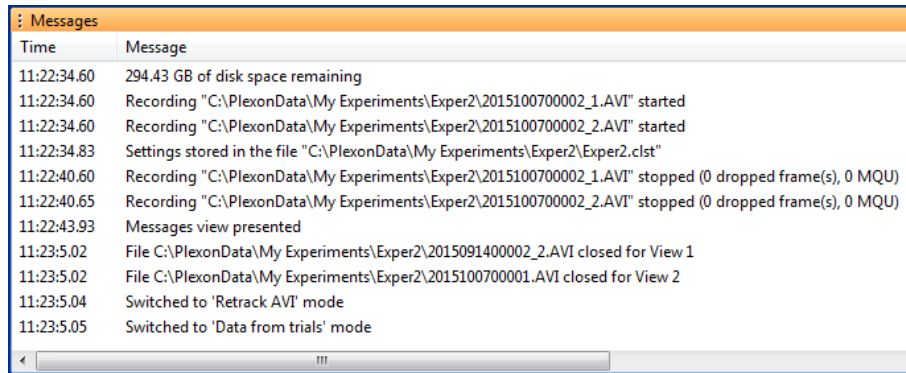 Messages
Time Message
11:22:34.60 294.43 GB of disk space remaining
11:22:34.60 Recording "C:\PlexonData\My Experiments\Exper2\2015100700002_1.AVI" started
11:22:34.60 Recording "C:\PlexonData\My Experiments\Exper2\2015100700002_2.AVI" started
11:22:34.83 Settings stored in the file "C:\PlexonData\My Experiments\Exper2\Exper2.clst"
11:22:40.60 Recording "C:\PlexonData\My Experiments\Exper2\2015100700002_1.AVI" stopped (0 dropped frame(s), 0 MQU)
11:22:40.65 Recording "C:\PlexonData\My Experiments\Exper2\2015100700002_2.AVI" stopped (0 dropped frame(s), 0 MQU)
11:22:43.93 Messages view presented
11:23:5.02 File C:\PlexonData\My Experiments\Exper2\2015091400002_2.AVI closed for View 1
11:23:5.02 File C:\PlexonData\My Experiments\Exper2\2015100700001.AVI closed for View 2
11:23:5.04 Switched to 'Retrack AVI' mode
11:23:5.05 Switched to 'Data from trials' mode